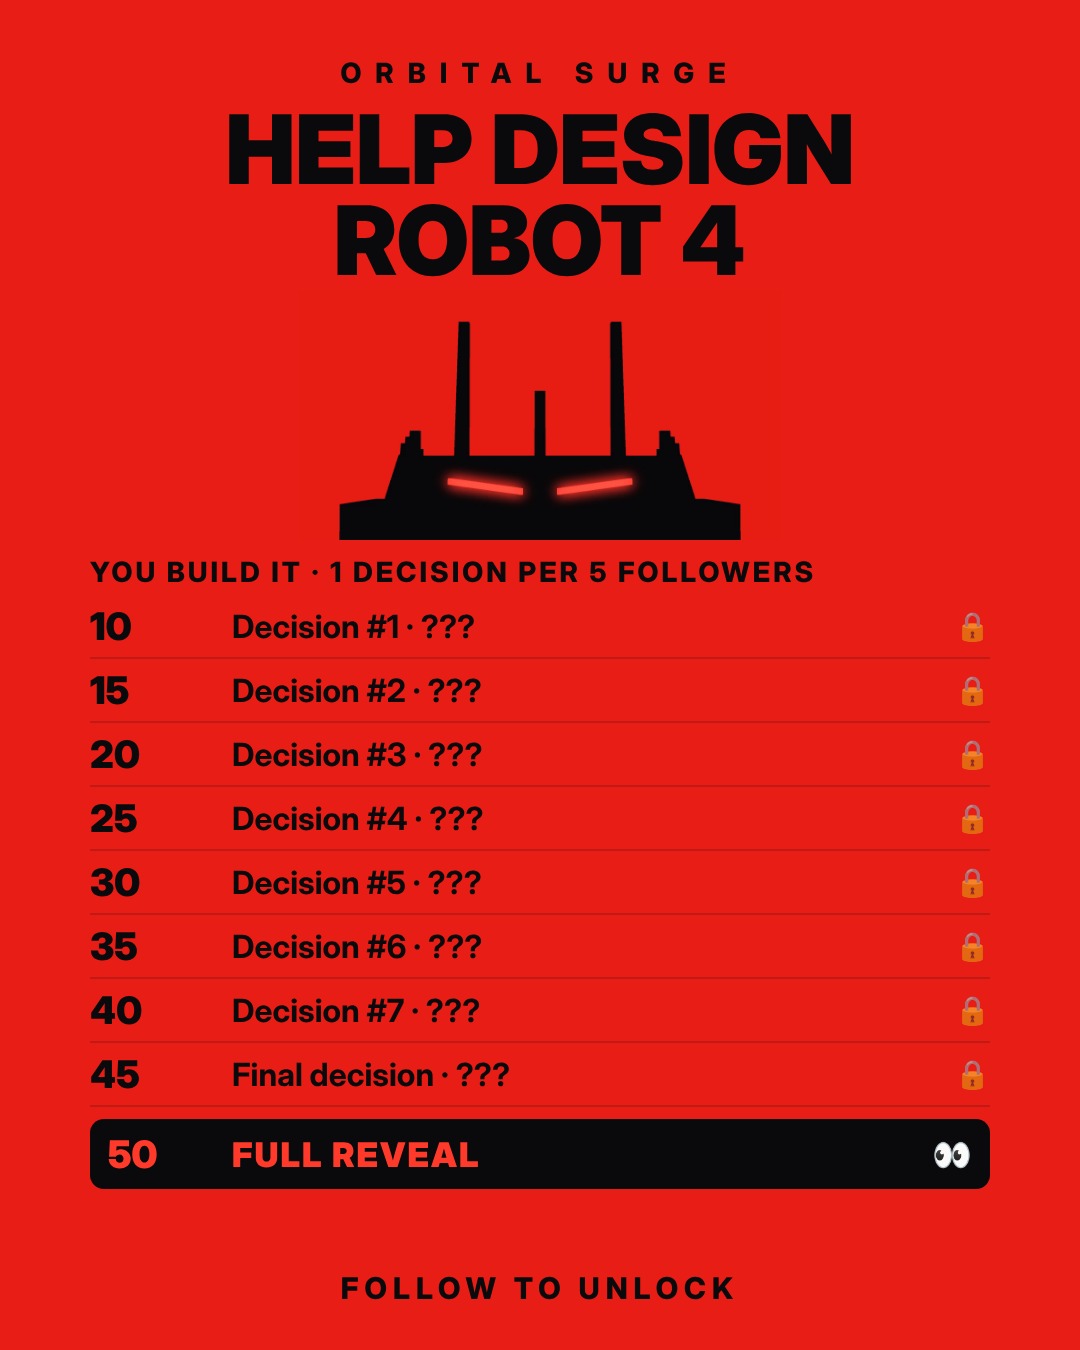 ORBITAL SURGE
HELP DESIGN
ROBOT 4
YOU BUILD IT · 1 DECISION PER 5 FOLLOWERS
10 Decision #1 · ??? 🔒
15 Decision #2 · ??? 🔒
20 Decision #3 · ??? 🔒
25 Decision #4 · ??? 🔒
30 Decision #5 · ??? 🔒
35 Decision #6 · ??? 🔒
40 Decision #7 · ??? 🔒
45 Final decision · ??? 🔒
50 FULL REVEAL 👀
FOLLOW TO UNLOCK